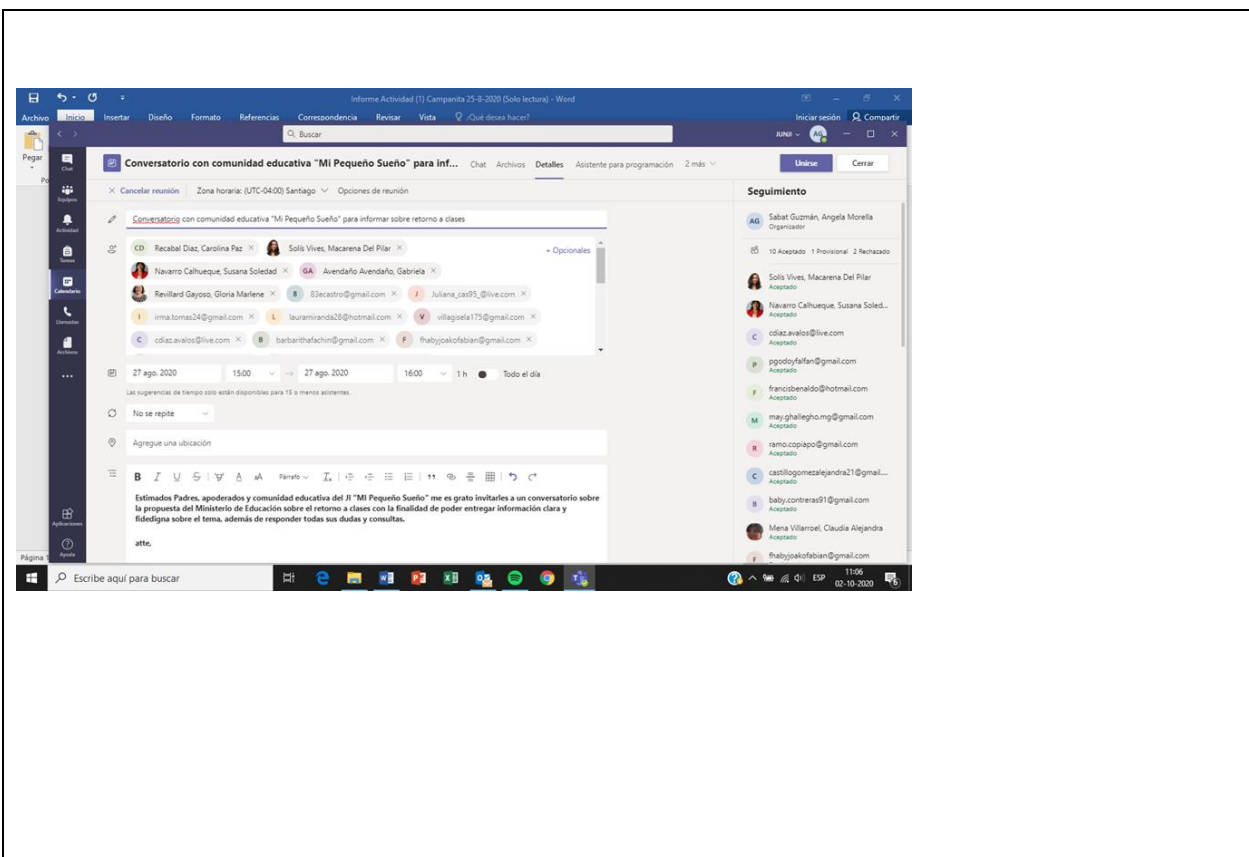 Informe Actividad (1) Campanita 25-8-2020 (Solo lectura) - Word
Archivo Inicio Insertar Diseño Formato Referencias Correspondencia Revisar Vista ¿Qué desea hacer? Iniciar sesión Compartir
Buscar
JUNJI
AG
Pegar
Chat
Equipos
Actividad
Tareas
Calendario
Llamadas
Archivos
Aplicaciones
Ayuda
Conversatorio con comunidad educativa "Mi Pequeño Sueño" para inf... Chat Archivos Detalles Asistente para programación 2 más Unirse Cerrar
Cancelar reunión Zona horaria: (UTC-04:00) Santiago Opciones de reunión
Conversatorio con comunidad educativa "Mi Pequeño Sueño" para informar sobre retorno a clases
CD Recabal Diaz, Carolina Paz Solís Vives, Macarena Del Pilar + Opcionales
Navarro Calhueque, Susana Soledad GA Avendaño Avendaño, Gabriela
Revillard Gayoso, Gloria Marlene 8 83ecastro@gmail.com J Juliana_cas95_@live.com
I irma.tomas24@gmail.com L lauramiranda28@hotmail.com V villagisela175@gmail.com
C cdiaz.avalos@live.com B barbarithafachin@gmail.com F fhabyjoakofabian@gmail.com
27 ago. 2020 15:00 27 ago. 2020 16:00 1 h Todo el día
Las sugerencias de tiempo solo están disponibles para 15 o menos asistentes.
No se repite
Agregue una ubicación
Párrafo
Estimados Padres, apoderados y comunidad educativa del JI "MI Pequeño Sueño" me es grato invitarles a un conversatorio sobre
la propuesta del Ministerio de Educación sobre el retorno a clases con la finalidad de poder entregar información clara y
fidedigna sobre el tema, además de responder todas sus dudas y consultas.
atte,
Seguimiento
AG Sabat Guzmán, Angela Morella
Organizador
10 Aceptado 1 Provisional 2 Rechazado
Solís Vives, Macarena Del Pilar
Aceptado
Navarro Calhueque, Susana Soled...
Aceptado
C cdiaz.avalos@live.com
Aceptado
P pgodoyfalfan@gmail.com
Aceptado
F francisbenaldo@hotmail.com
Aceptado
M may.ghallegho.mg@gmail.com
Aceptado
R ramo.copiapo@gmail.com
Aceptado
C castillogomezalejandra21@gmail....
Aceptado
B baby.contreras91@gmail.com
Aceptado
Mena Villarroel, Claudia Alejandra
Aceptado
F fhabyjoakofabian@gmail.com
Página 1
Escribe aquí para buscar
ESP
11:06
02-10-2020
6